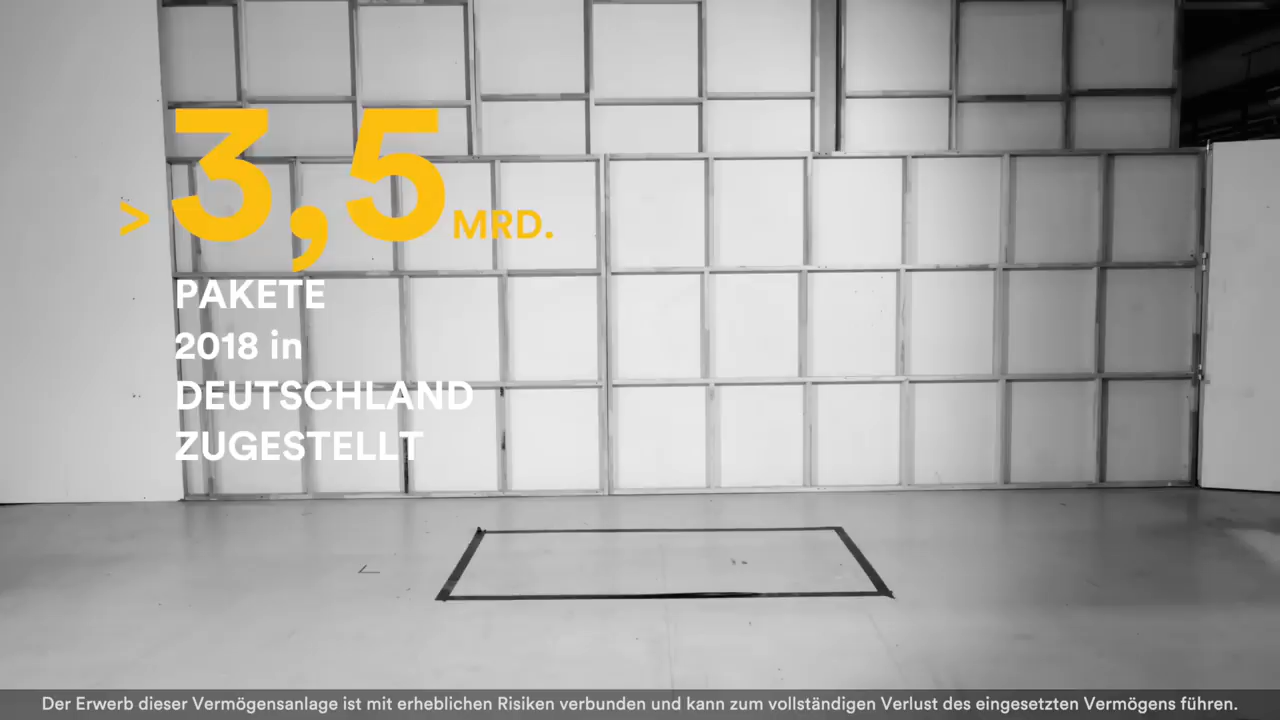 > 3,5 MRD.
PAKETE
2018 in
DEUTSCHLAND
ZUGESTELLT
Der Erwerb dieser Vermögensanlage ist mit erheblichen Risiken verbunden und kann zum vollständigen Verlust des eingesetzten Vermögens führen.